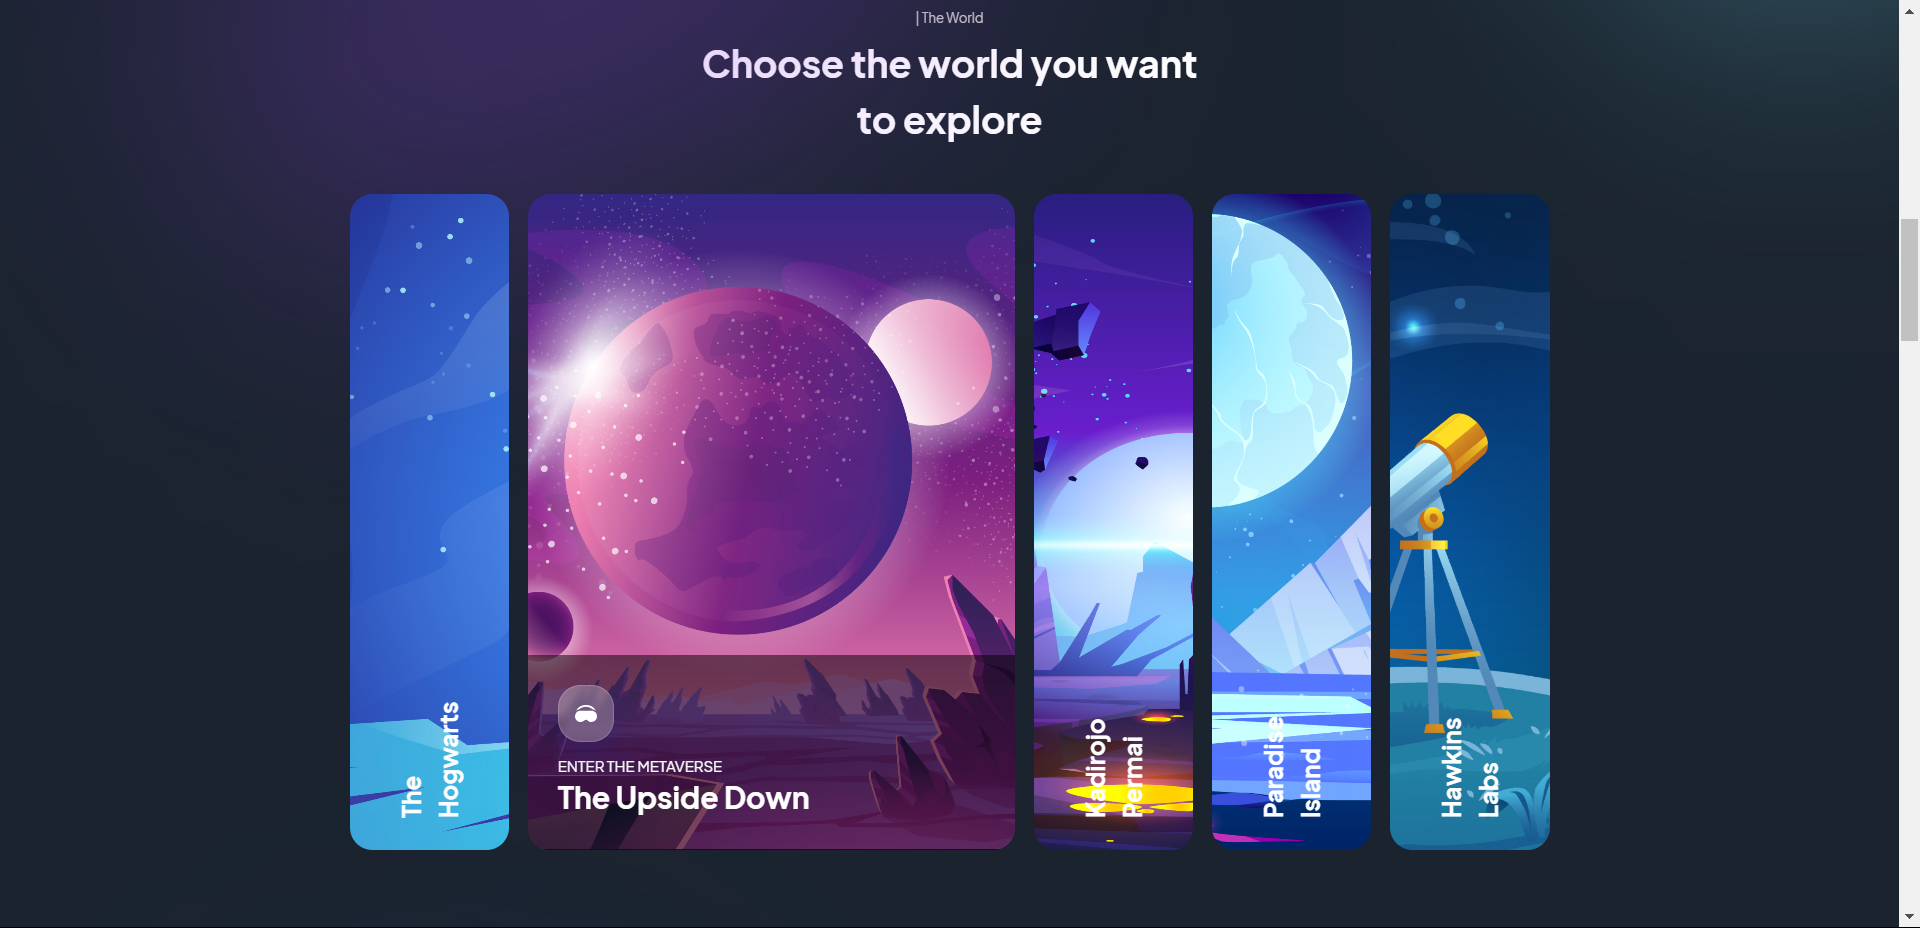 | The World
Choose the world you want
to explore
The
Hogwarts
ENTER THE METAVERSE
The Upside Down
Kadirojo
Permai
Paradise
Island
Hawkins
Labs